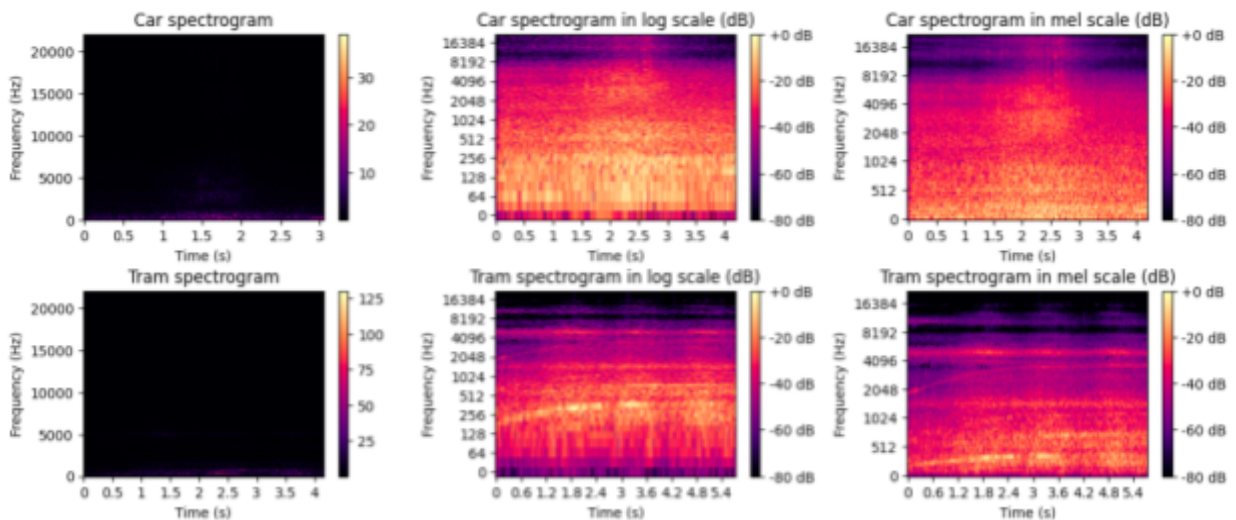 Car spectrogram
Frequency (Hz)
20000
15000
10000
5000
0
0 0.5 1 1.5 2 2.5 3
Time (s)
30
20
10
Car spectrogram in log scale (dB)
Frequency (Hz)
16384
8192
4096
2048
1024
512
256
128
64
0
0 0.5 1 1.5 2 2.5 3 3.5 4
Time (s)
+0 dB
-20 dB
-40 dB
-60 dB
-80 dB
Car spectrogram in mel scale (dB)
Frequency (Hz)
16384
8192
4096
2048
1024
512
0
0 0.5 1 1.5 2 2.5 3 3.5 4
Time (s)
+0 dB
-20 dB
-40 dB
-60 dB
-80 dB
Tram spectrogram
Frequency (Hz)
20000
15000
10000
5000
0
0 0.5 1 1.5 2 2.5 3 3.5 4
Time (s)
125
100
75
50
25
Tram spectrogram in log scale (dB)
Frequency (Hz)
16384
8192
4096
2048
1024
512
256
128
64
0
0 0.6 1.2 1.8 2.4 3 3.6 4.2 4.8 5.4
Time (s)
+0 dB
-20 dB
-40 dB
-60 dB
-80 dB
Tram spectrogram in mel scale (dB)
Frequency (Hz)
16384
8192
4096
2048
1024
512
0
0 0.6 1.2 1.8 2.4 3 3.6 4.2 4.8 5.4
Time (s)
+0 dB
-20 dB
-40 dB
-60 dB
-80 dB